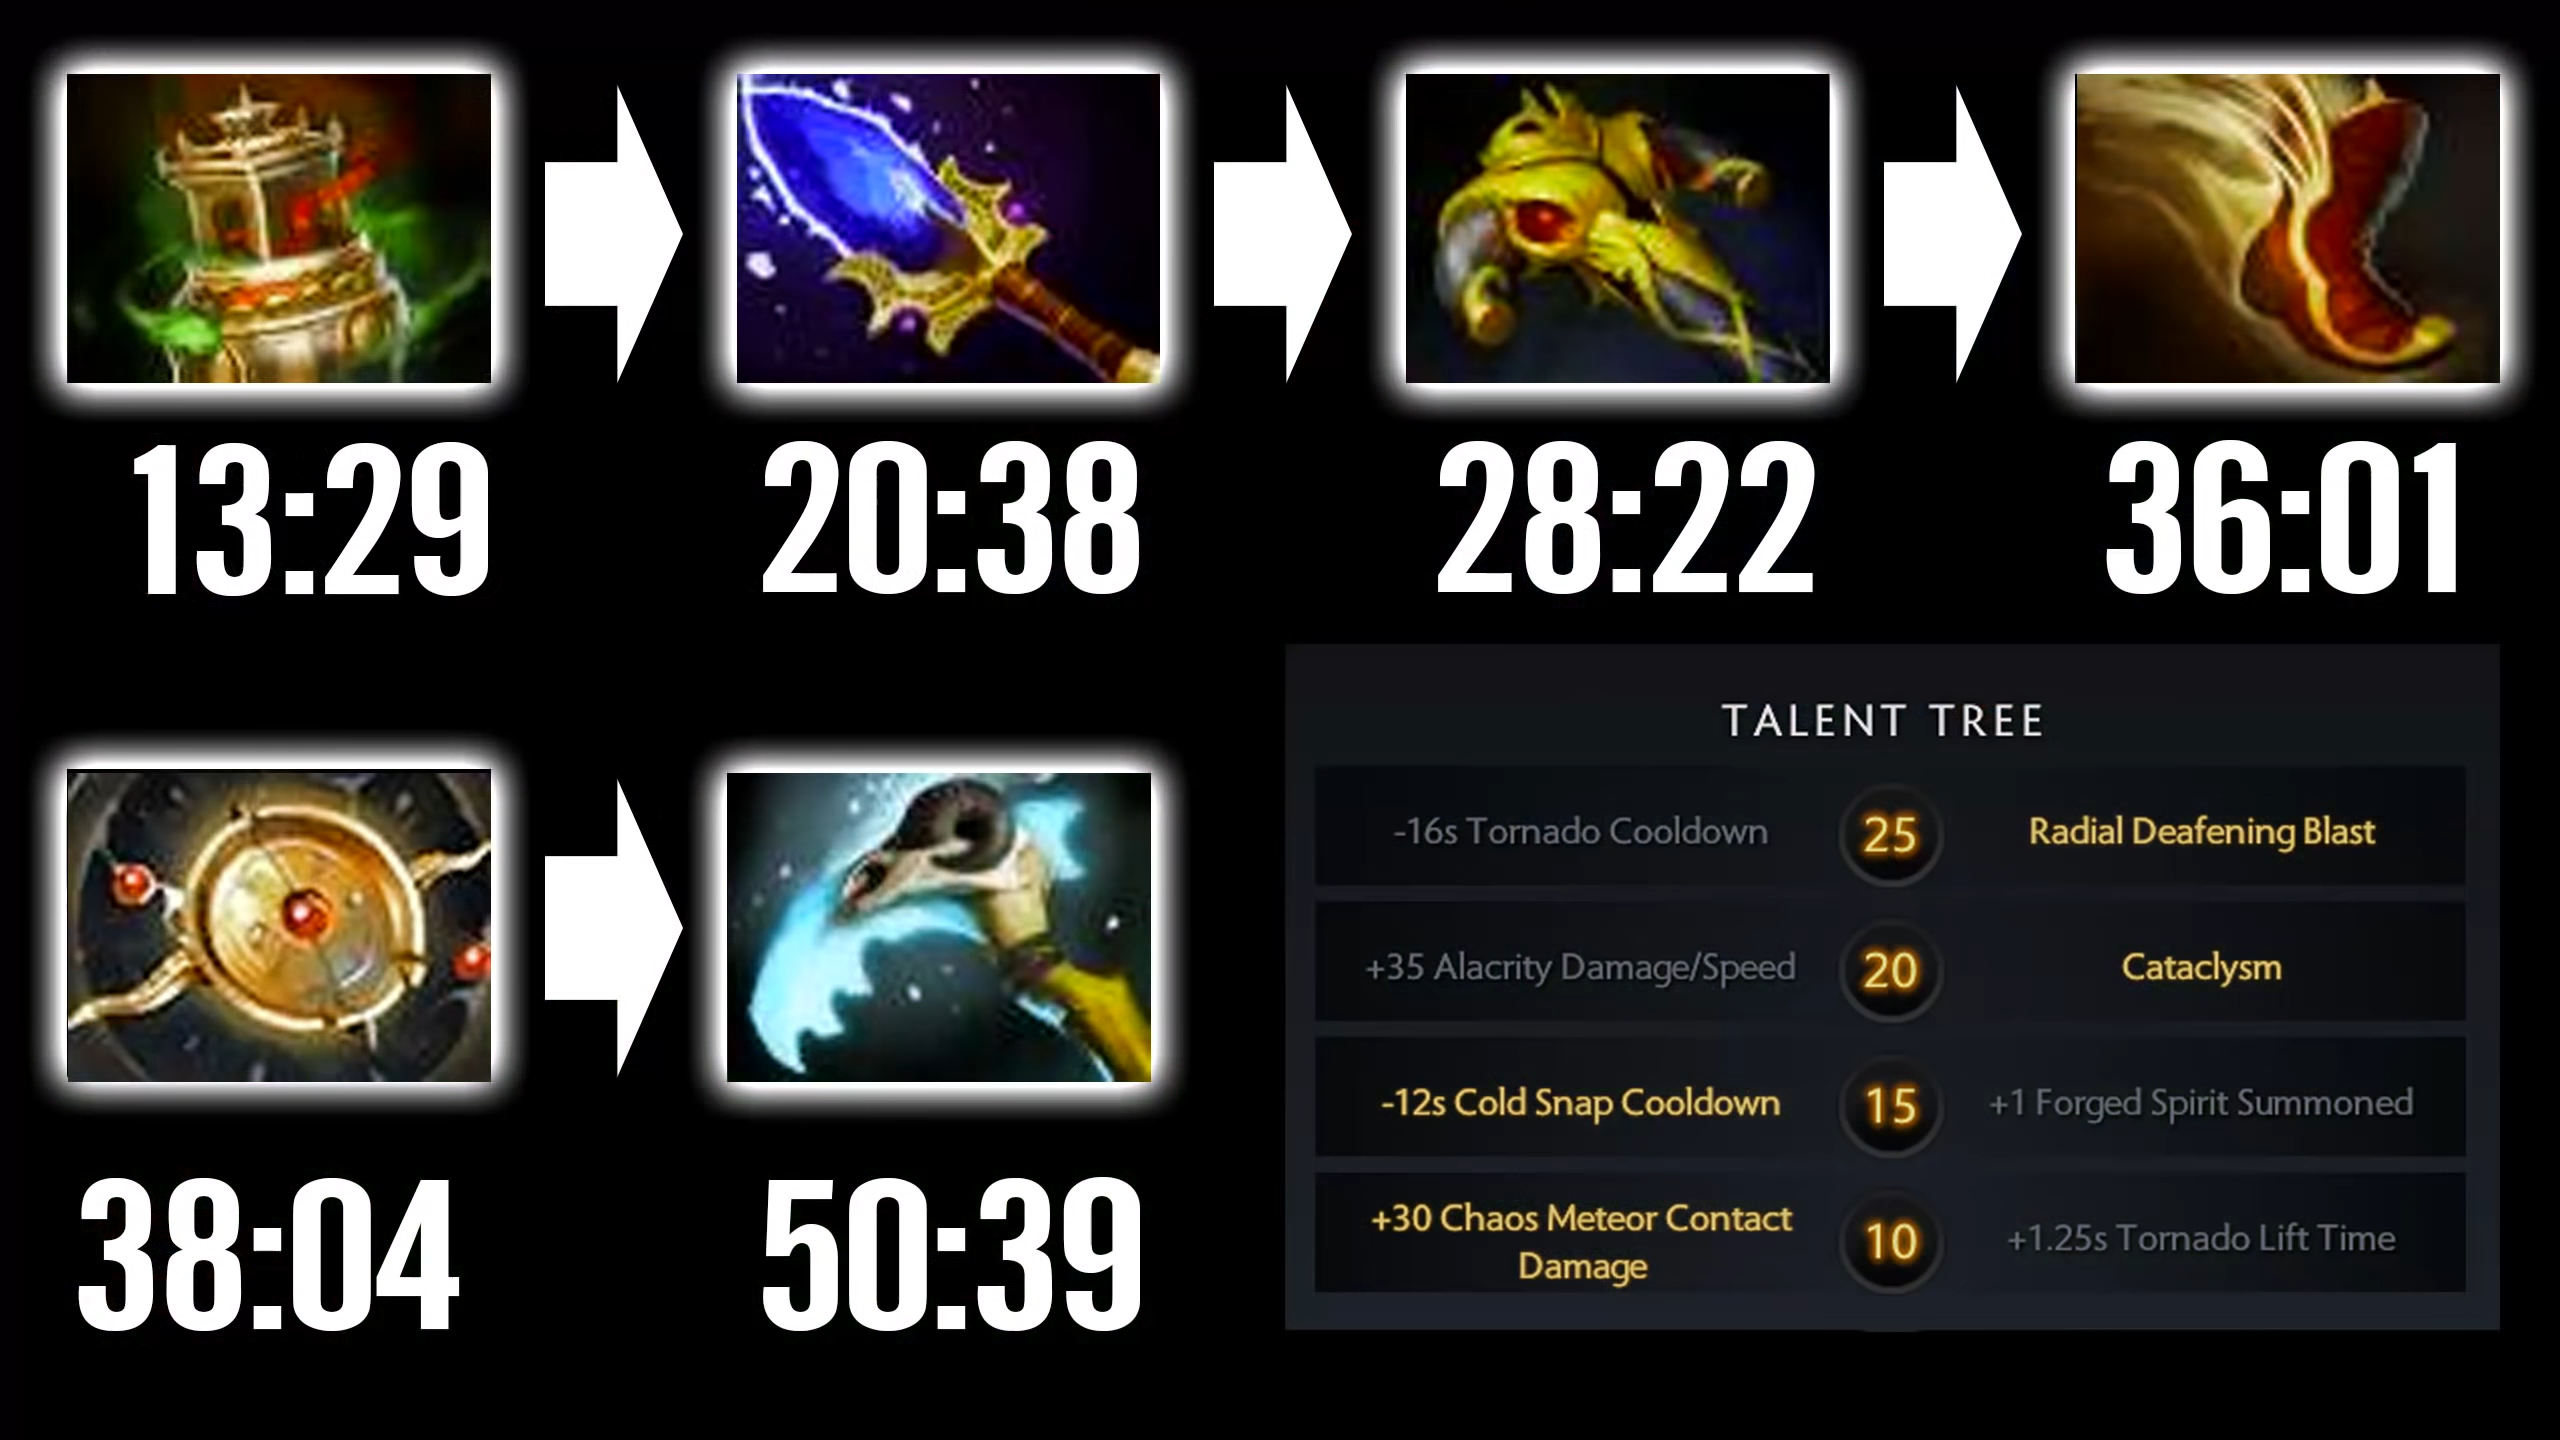 13:29
20:38
28:22
36:01
38:04
50:39
TALENT TREE
-16s Tornado Cooldown
25
Radial Deafening Blast
+35 Alacrity Damage/Speed
20
Cataclysm
-12s Cold Snap Cooldown
15
+1 Forged Spirit Summoned
+30 Chaos Meteor Contact
Damage
10
+1.25s Tornado Lift Time